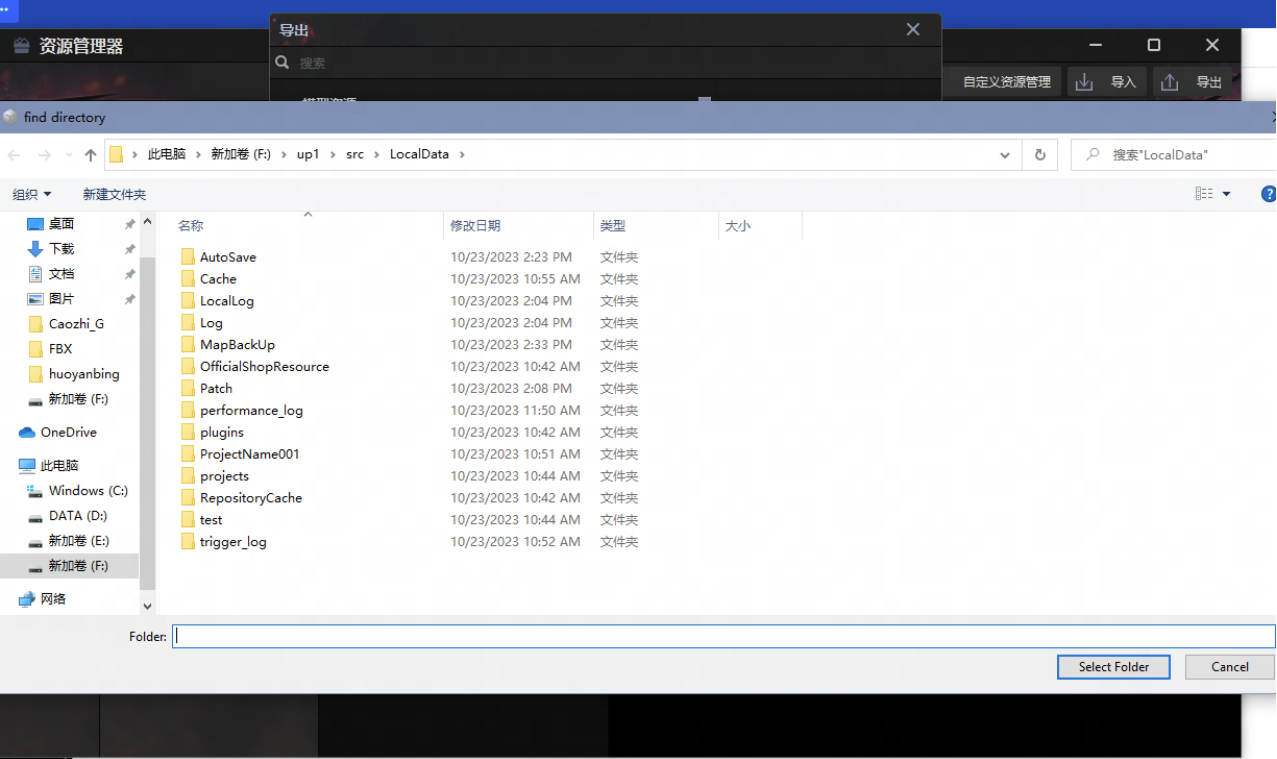 导出
资源管理器
搜索
自定义资源管理 导入 导出
find directory
此电脑 › 新加卷 (F:) › up1 › src › LocalData ›
搜索"LocalData"
组织 新建文件夹
名称 修改日期 类型 大小
桌面
下载
文档
图片
Caozhi_G
FBX
huoyanbing
新加卷 (F:)
OneDrive
此电脑
Windows (C:)
DATA (D:)
新加卷 (E:)
新加卷 (F:)
网络
AutoSave 10/23/2023 2:23 PM 文件夹
Cache 10/23/2023 10:55 AM 文件夹
LocalLog 10/23/2023 2:04 PM 文件夹
Log 10/23/2023 2:04 PM 文件夹
MapBackUp 10/23/2023 2:33 PM 文件夹
OfficialShopResource 10/23/2023 10:42 AM 文件夹
Patch 10/23/2023 2:08 PM 文件夹
performance_log 10/23/2023 11:50 AM 文件夹
plugins 10/23/2023 10:42 AM 文件夹
ProjectName001 10/23/2023 10:51 AM 文件夹
projects 10/23/2023 10:44 AM 文件夹
RepositoryCache 10/23/2023 10:42 AM 文件夹
test 10/23/2023 10:44 AM 文件夹
trigger_log 10/23/2023 10:52 AM 文件夹
Folder:
Select Folder Cancel